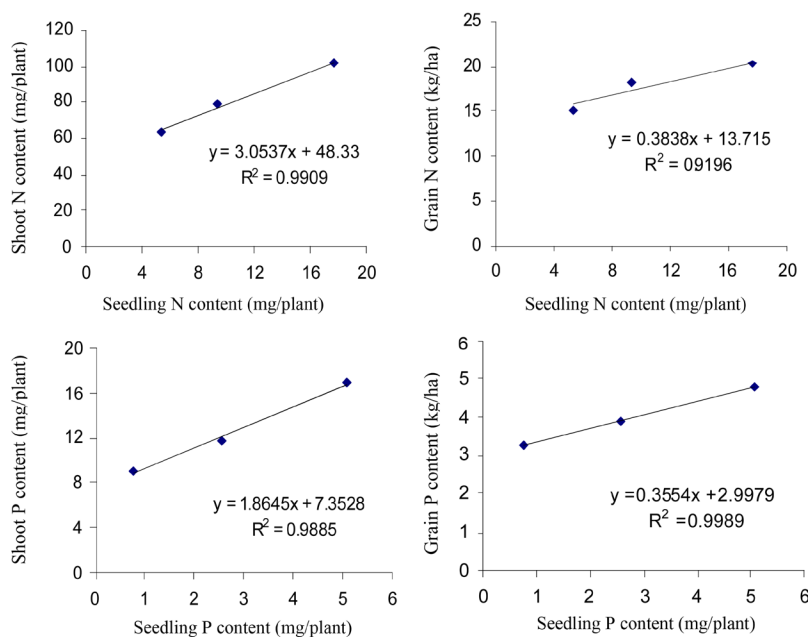 120
100
80
60
40
20
0
Shoot N content (mg/plant)
y = 3.0537x + 48.33
R² = 0.9909
0 4 8 12 16 20
Seedling N content (mg/plant)
25
20
15
10
5
0
Grain N content (kg/ha)
y = 0.3838x + 13.715
R² = 09196
0 4 8 12 16 20
Seedling N content (mg/plant)
20
16
12
8
4
0
Shoot P content (mg/plant)
y = 1.8645x + 7.3528
R² = 0.9885
0 1 2 3 4 5 6
Seedling P content (mg/plant)
6
5
4
3
2
1
0
Grain P content (kg/ha)
y =0.3554x +2.9979
R² = 0.9989
0 1 2 3 4 5 6
Seedling P content (mg/plant)